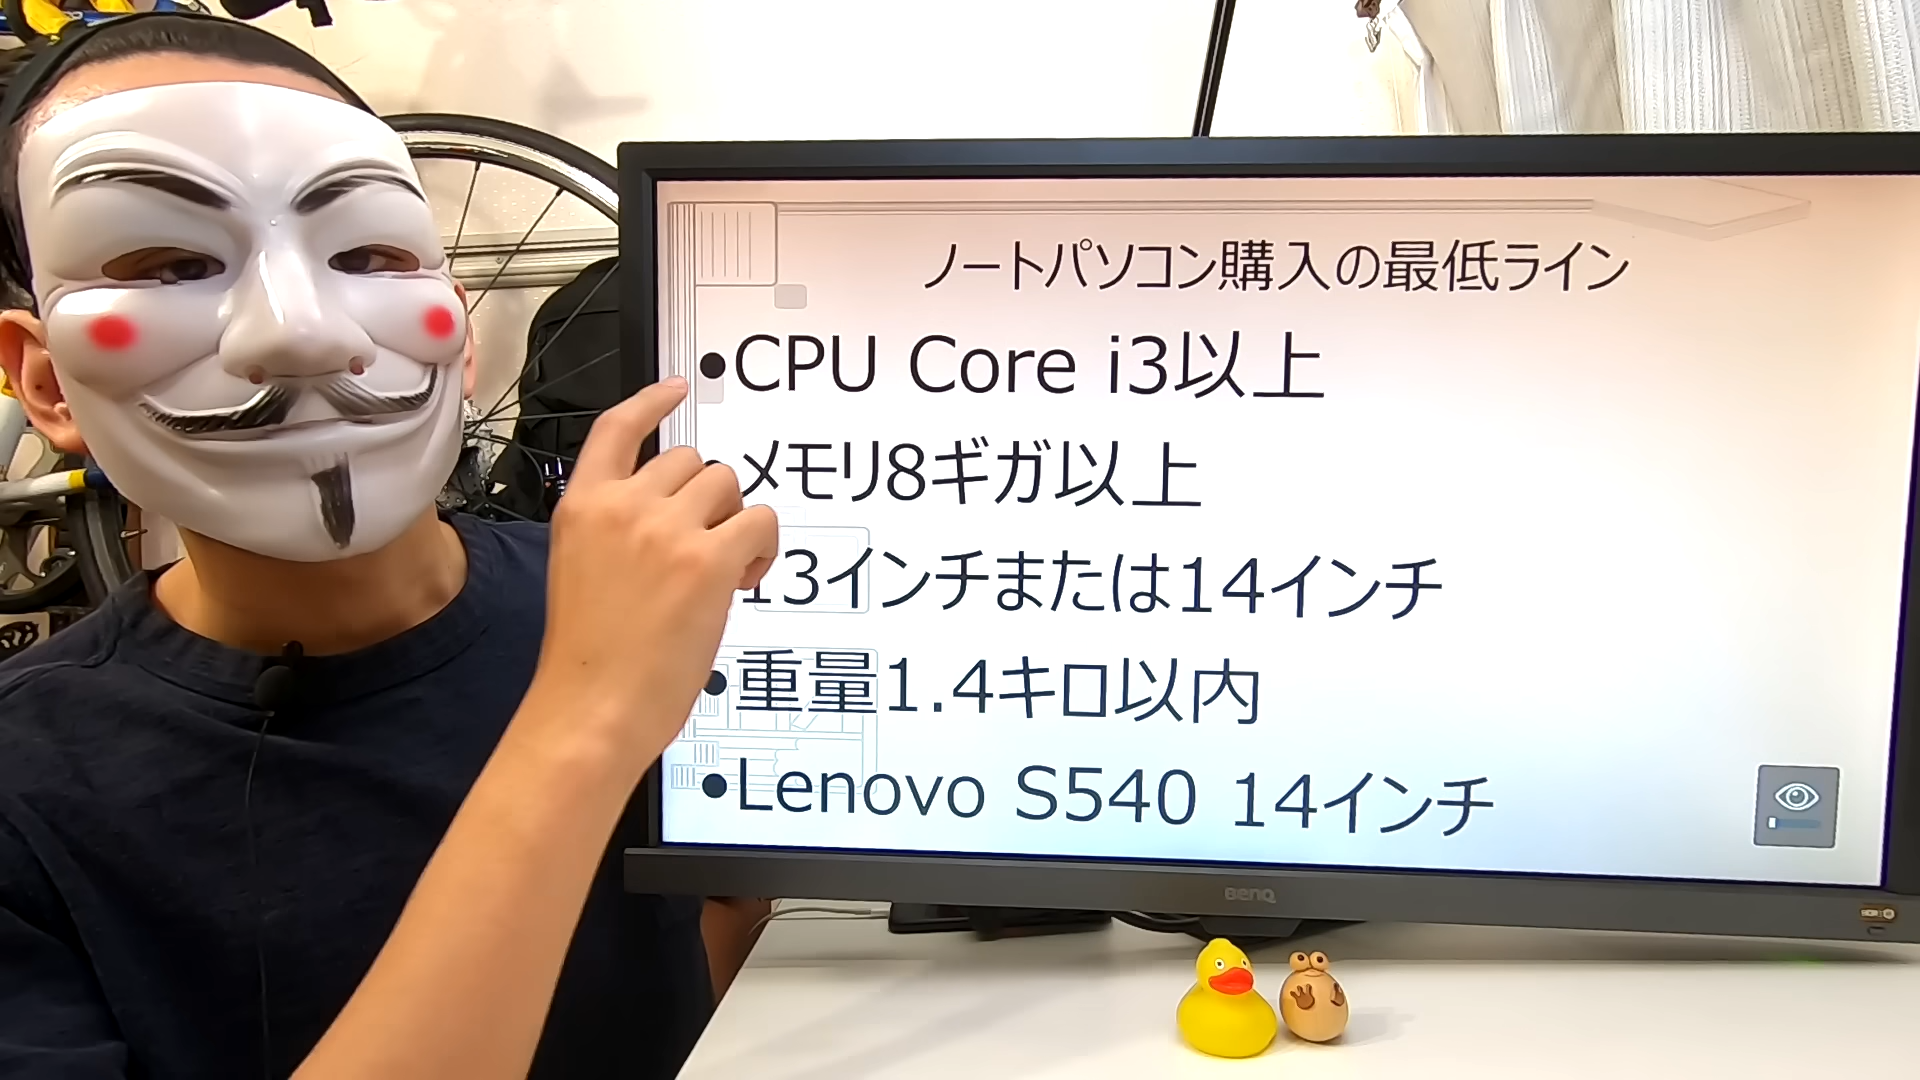 ノートパソコン購入の最低ライン
•CPU Core i3以上
•メモリ8ギガ以上
13インチまたは14インチ
•重量1.4キロ以内
•Lenovo S540 14インチ
BenQ